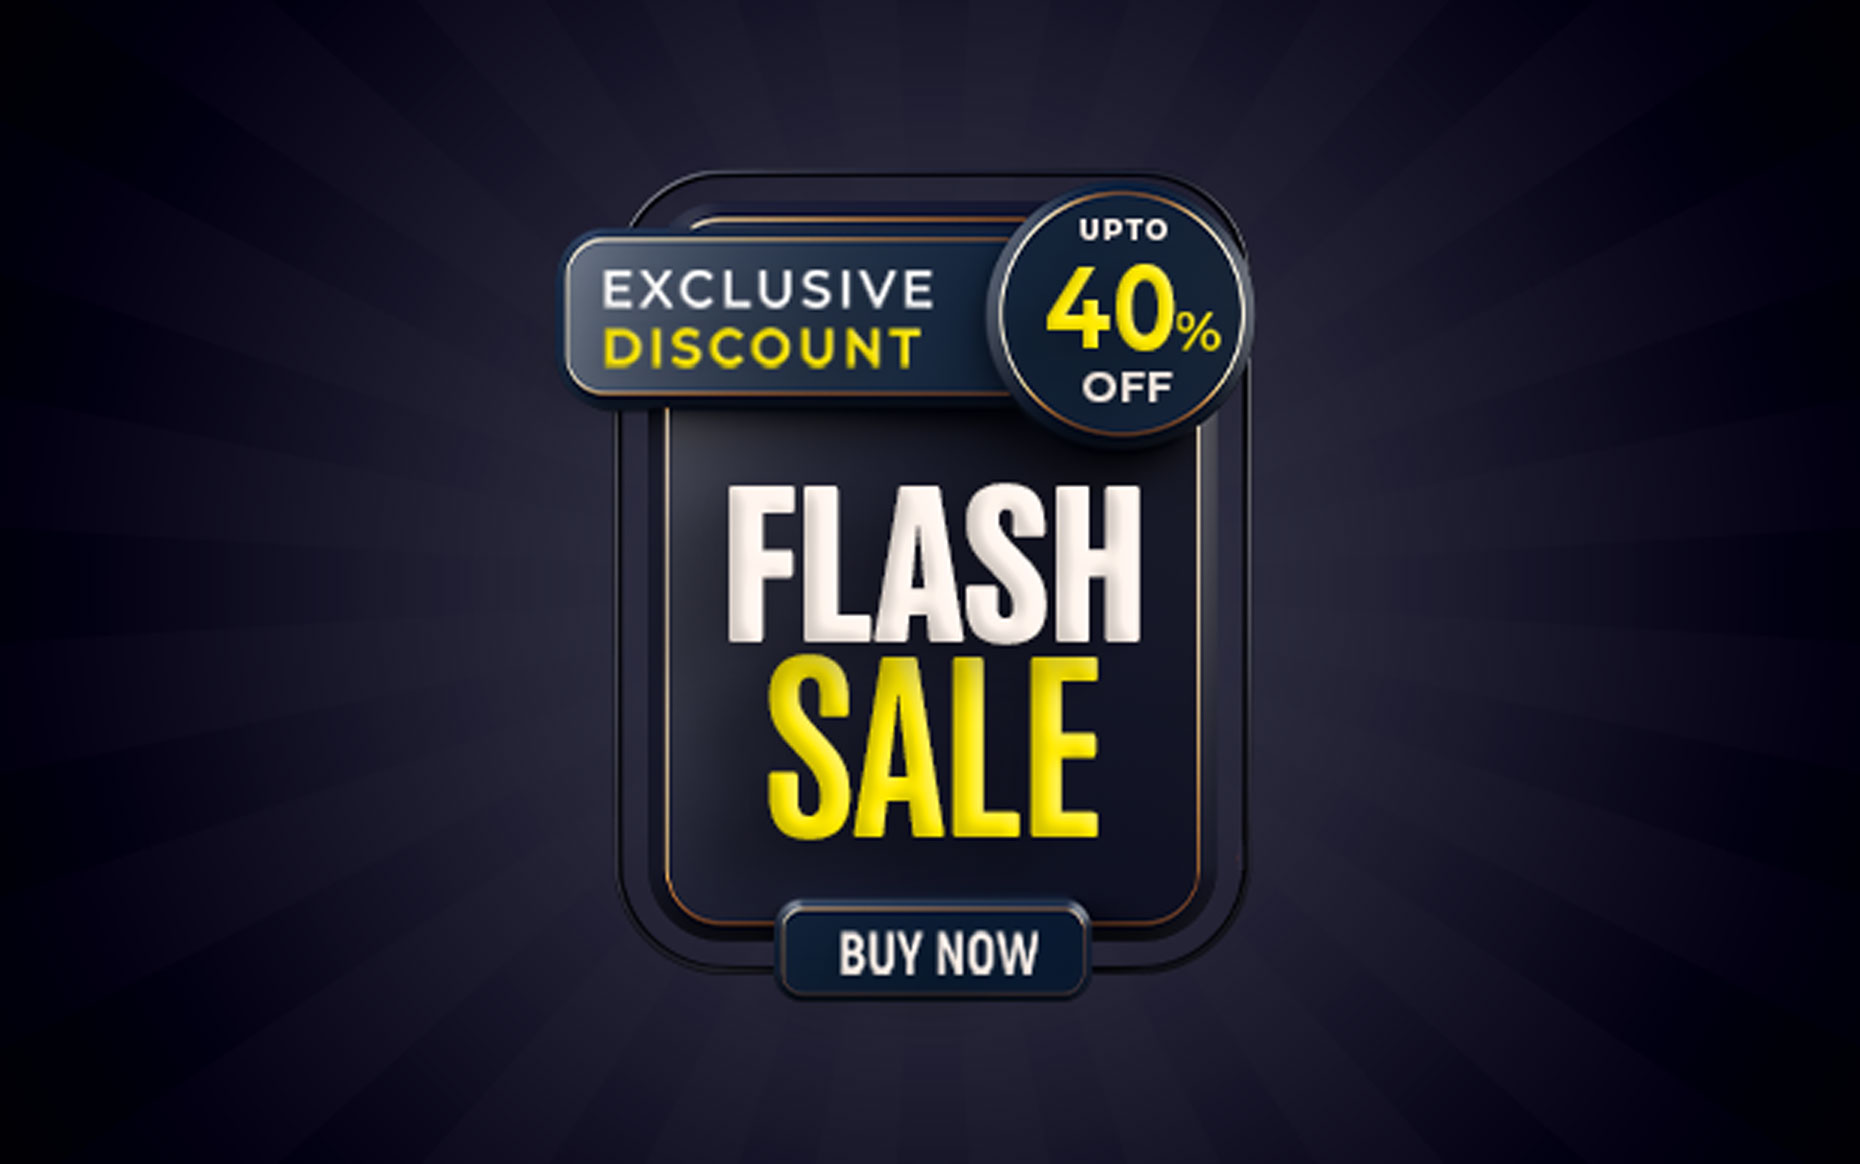 EXCLUSIVE
DISCOUNT
UPTO
40%
OFF
FLASH
SALE
BUY NOW